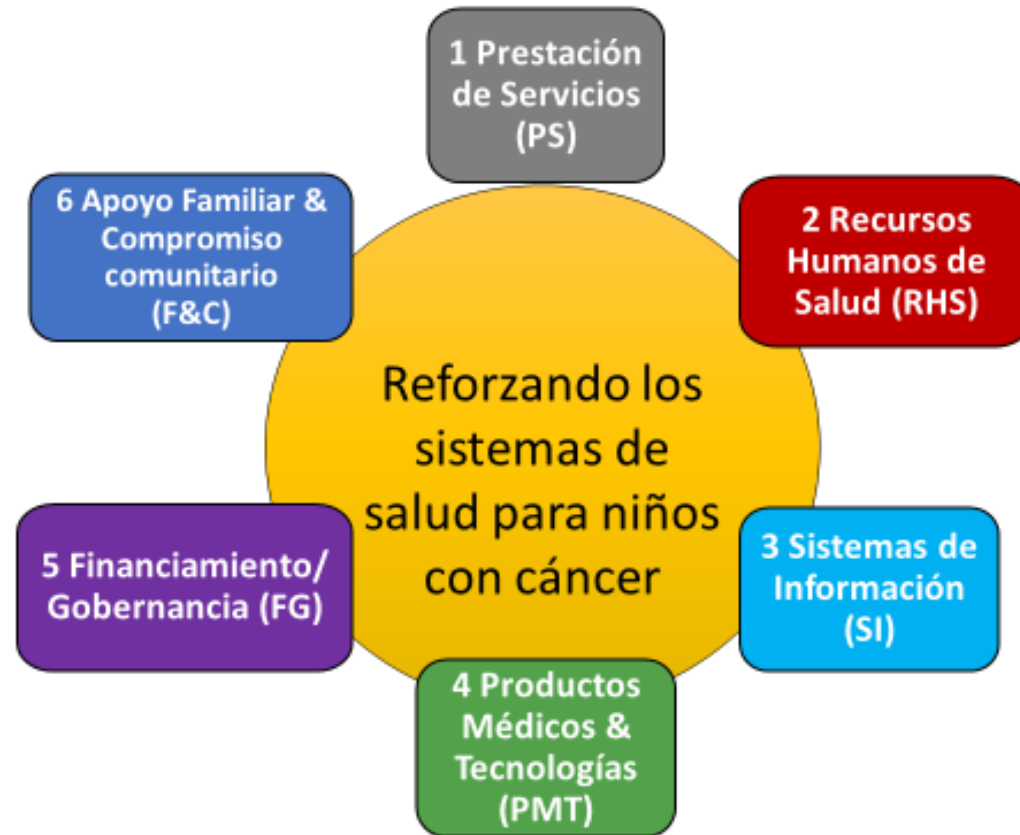 1 Prestación
de Servicios
(PS)
2 Recursos
Humanos de
Salud (RHS)
3 Sistemas de
Información
(SI)
4 Productos
Médicos &
Tecnologías
(PMT)
5 Financiamiento/
Gobernancia (FG)
6 Apoyo Familiar &
Compromiso
comunitario
(F&C)
Reforzando los
sistemas de
salud para niños
con cáncer